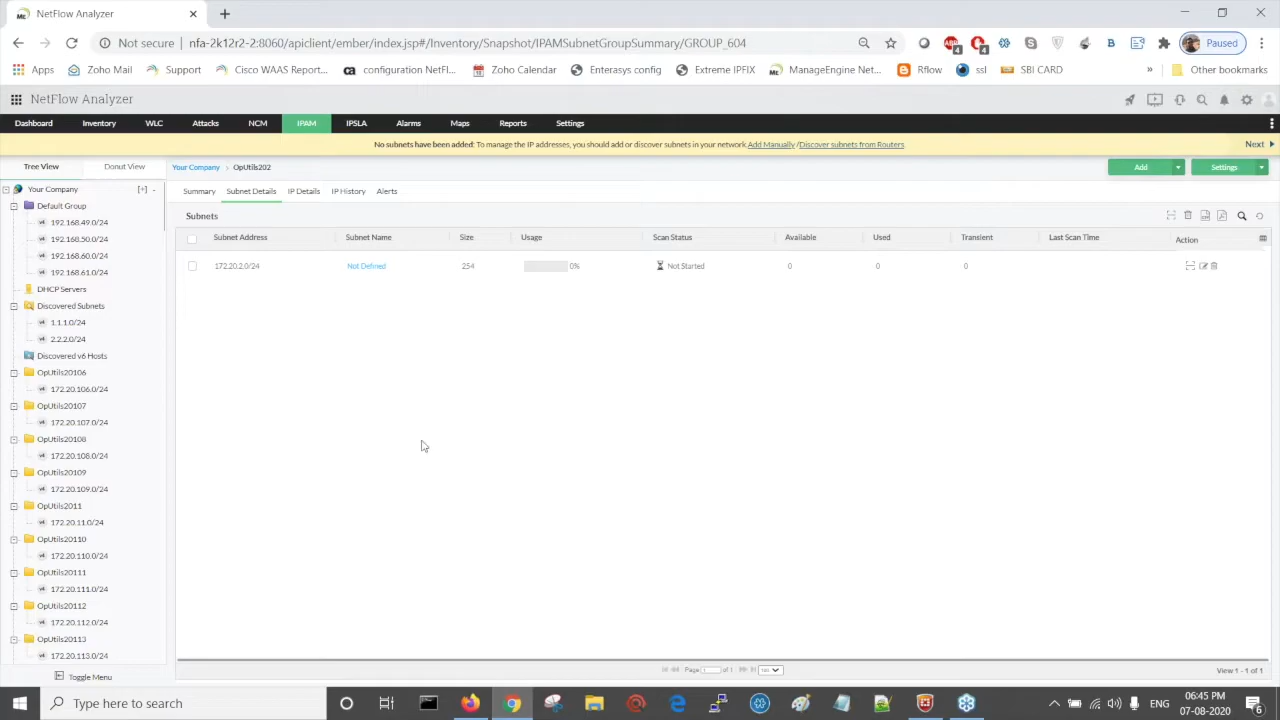 NetFlow Analyzer
Not secure nfa-2k12r2-2:8060/apiclient/ember/index.jsp#/Inventory/Snapshot/IPAMSubnetGroupSummary/GROUP_604 Paused
Apps Zoho Mail Support Cisco WAAS Report... configuration NetFl... Zoho Calendar Enterasys config Extreme IPFIX ManageEngine Net... Rflow ssl SBI CARD » Other bookmarks
NetFlow Analyzer
Dashboard Inventory WLC Attacks NCM IPAM IPSLA Alarms Maps Reports Settings
No subnets have been added: To manage the IP addresses, you should add or discover subnets in your network.Add Manually /Discover subnets from Routers. Next
Tree View Donut View Your Company > OpUtils202 Add Settings
Your Company [+] -
Summary Subnet Details IP Details IP History Alerts
Default Group
192.168.49.0/24
192.168.50.0/24
192.168.60.0/24
192.168.61.0/24
DHCP Servers
Discovered Subnets
1.1.1.0/24
2.2.2.0/24
Discovered v6 Hosts
OpUtils20106
172.20.106.0/24
OpUtils20107
172.20.107.0/24
OpUtils20108
172.20.108.0/24
OpUtils20109
172.20.109.0/24
OpUtils2011
172.20.11.0/24
OpUtils20110
172.20.110.0/24
OpUtils20111
172.20.111.0/24
OpUtils20112
172.20.112.0/24
OpUtils20113
172.20.113.0/24
Toggle Menu
Subnets
Subnet Address Subnet Name Size Usage Scan Status Available Used Transient Last Scan Time Action
172.20.2.0/24 Not Defined 254 0% Not Started 0 0 0
Page 1 of 1 100 View 1 - 1 of 1
Type here to search ENG 06:45 PM
07-08-2020 6